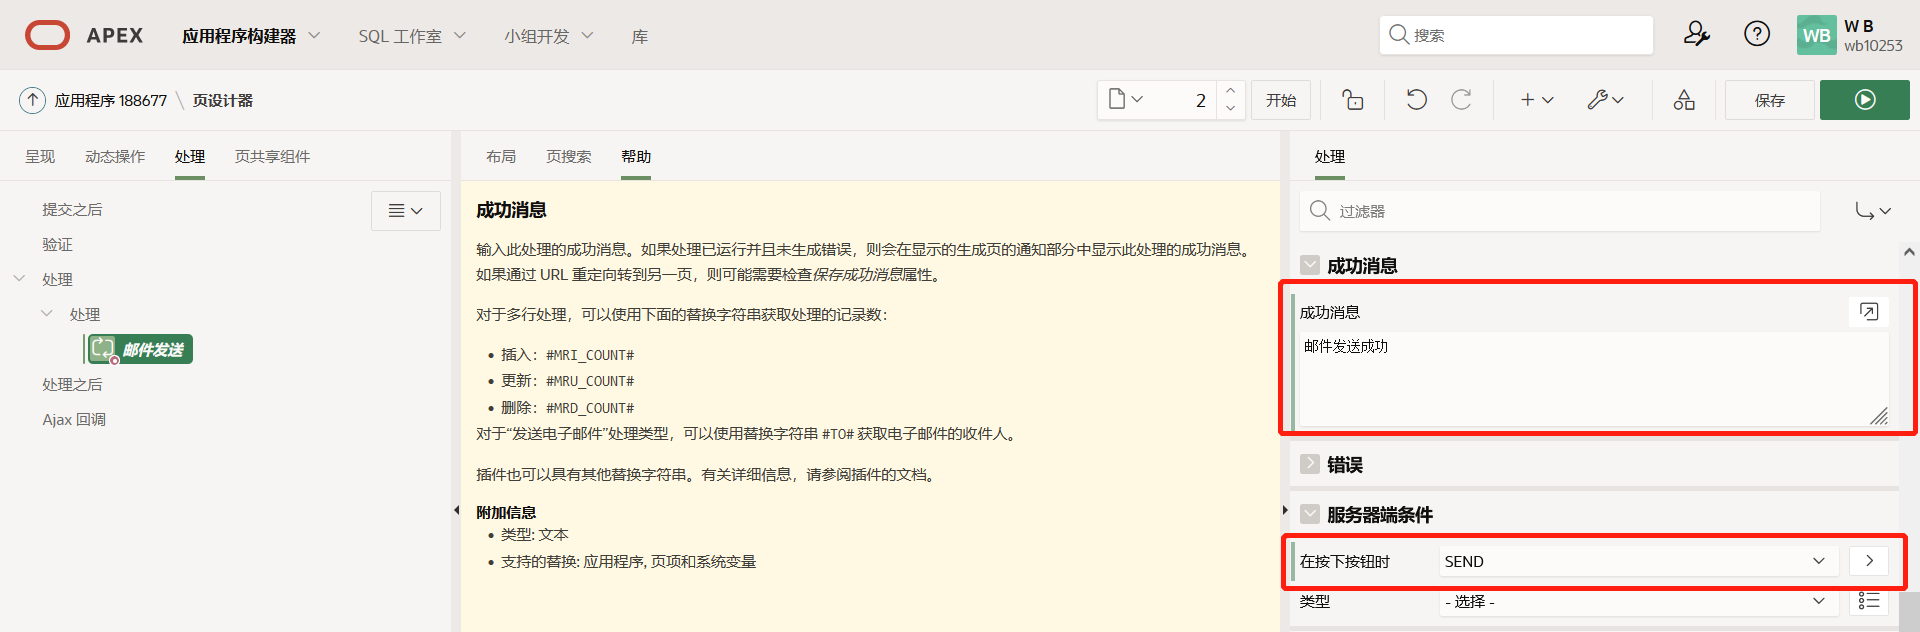 APEX 应用程序构建器 SQL 工作室 小组开发 库 搜索 WB W B
wb10253
应用程序 188677 \ 页设计器 2 开始 保存
呈现 动态操作 处理 页共享组件
提交之后
验证
处理
处理
邮件发送
处理之后
Ajax 回调
布局 页搜索 帮助
成功消息
输入此处理的成功消息。如果处理已运行并且未生成错误，则会在显示的生成页的通知部分中显示此处理的成功消息。
如果通过 URL 重定向转到另一页，则可能需要检查保存成功消息属性。
对于多行处理，可以使用下面的替换字符串获取处理的记录数：
• 插入：#MRI_COUNT#
• 更新：#MRU_COUNT#
• 删除：#MRD_COUNT#
对于“发送电子邮件”处理类型，可以使用替换字符串 #TO# 获取电子邮件的收件人。
插件也可以具有其他替换字符串。有关详细信息，请参阅插件的文档。
附加信息
• 类型: 文本
• 支持的替换: 应用程序, 页项和系统变量
处理
过滤器
成功消息
成功消息
邮件发送成功
错误
服务器端条件
在按下按钮时 SEND
类型 - 选择 -